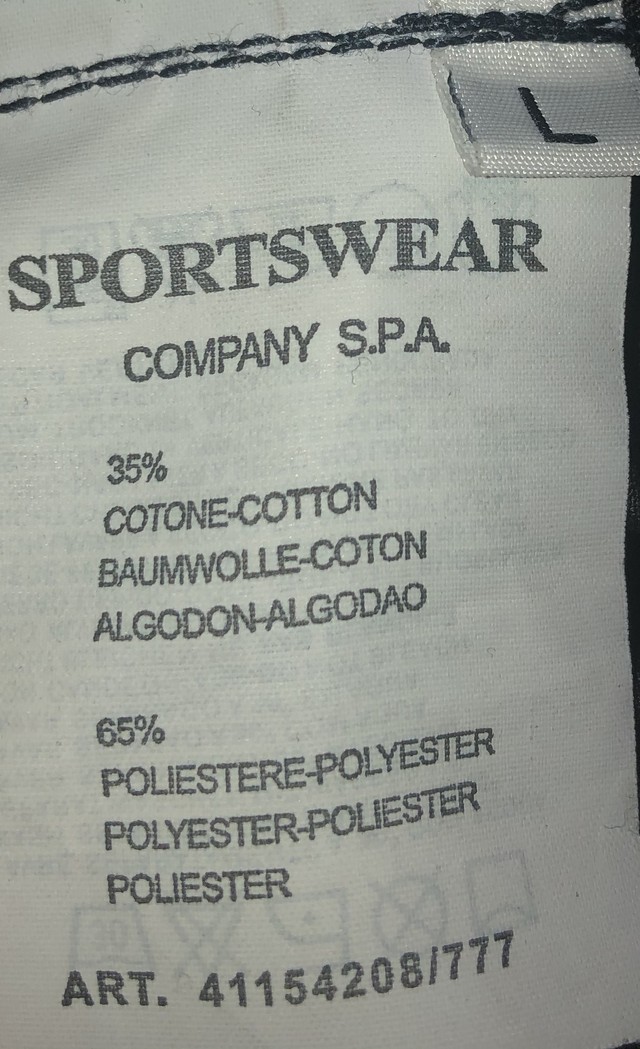 L
SPORTSWEAR
COMPANY S.P.A.
35%
COTONE-COTTON
BAUMWOLLE-COTON
ALGODON-ALGODAO
65%
POLIESTERE-POLYESTER
POLYESTER-POLIESTER
POLIESTER
ART. 41154208/777